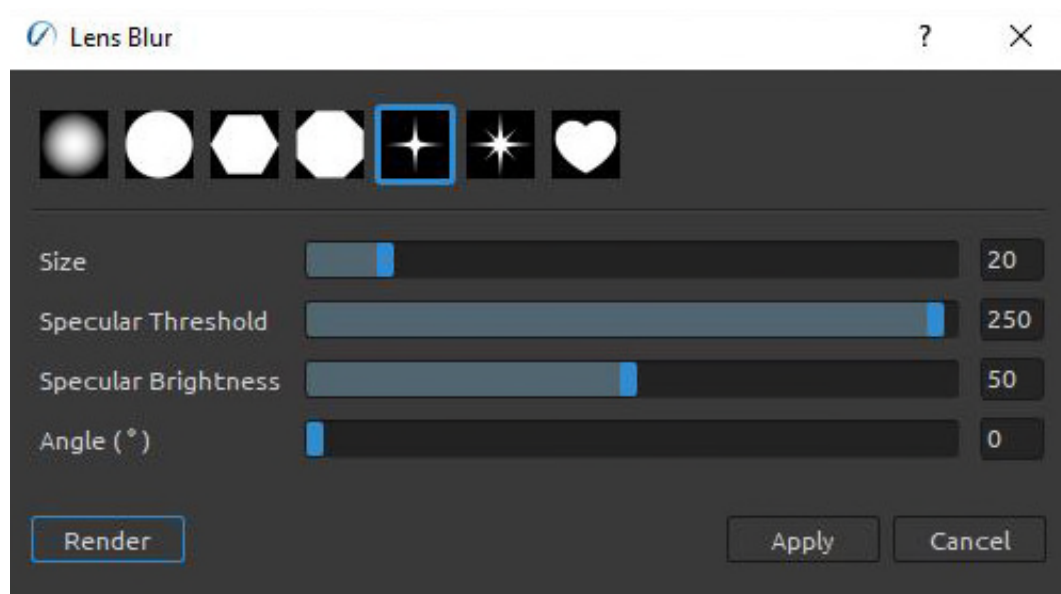 Lens Blur ? ×
Size 20
Specular Threshold 250
Specular Brightness 50
Angle (°) 0
Render Apply Cancel